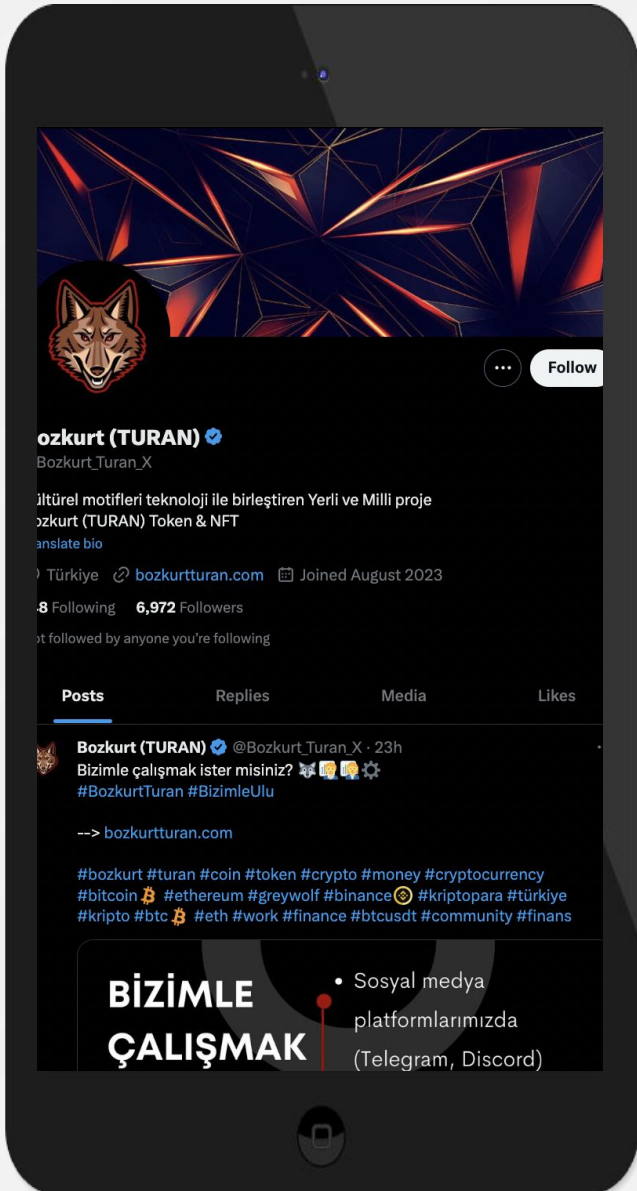 Follow
ozkurt (TURAN)
Bozkurt_Turan_X
ültürel motifleri teknoloji ile birleştiren Yerli ve Milli proje
ozkurt (TURAN) Token & NFT
anslate bio
Türkiye bozkurtturan.com Joined August 2023
8 Following 6,972 Followers
ot followed by anyone you're following
Posts Replies Media Likes
Bozkurt (TURAN) @Bozkurt_Turan_X · 23h
Bizimle çalışmak ister misiniz? 🐺👨‍💼👨‍💼⚙️
#BozkurtTuran #BizimleUlu
--> bozkurtturan.com
#bozkurt #turan #coin #token #crypto #money #cryptocurrency
#bitcoin #ethereum #greywolf #binance #kriptopara #türkiye
#kripto #btc #eth #work #finance #btcusdt #community #finans
BİZİMLE
ÇALIŞMAK
• Sosyal medya
platformlarımızda
(Telegram, Discord)